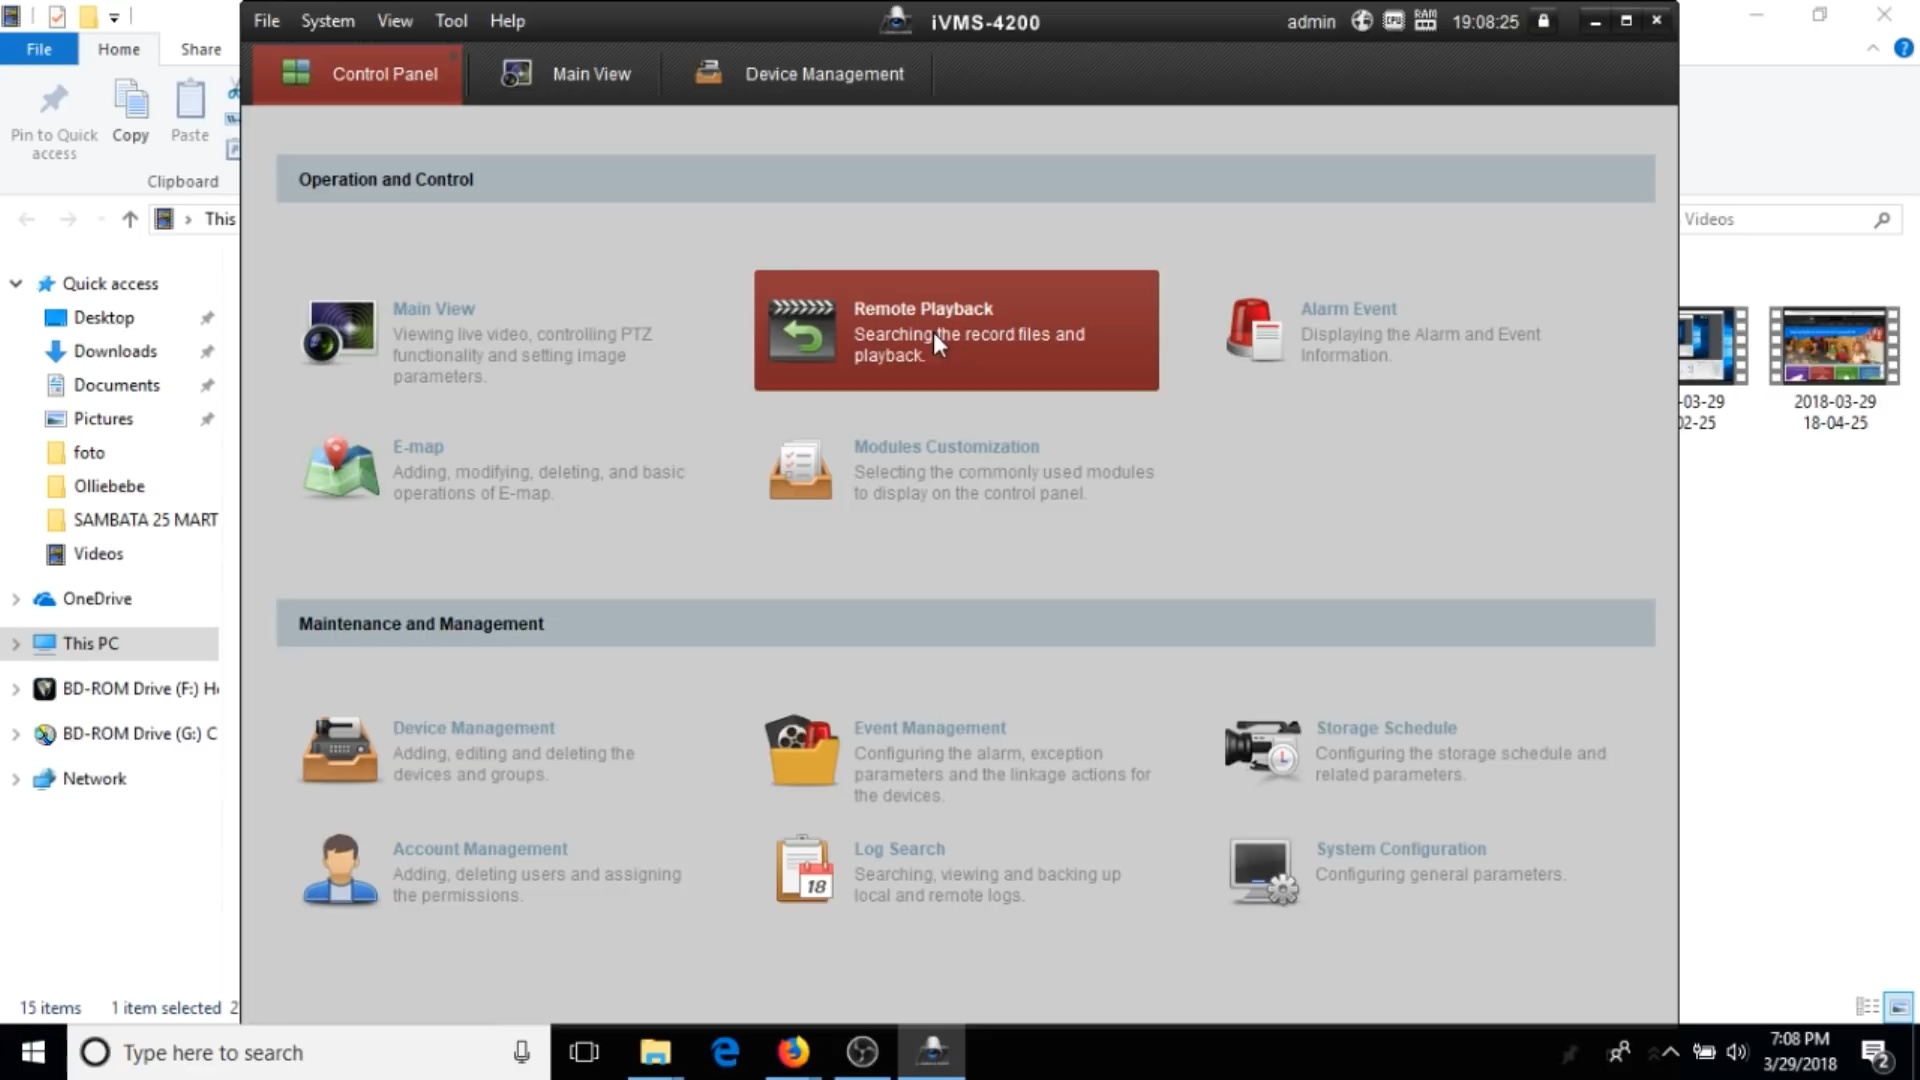 File System View Tool Help
iVMS-4200
admin
CPU
RAM
19:08:25
File Home Share
Control Panel
Main View
Device Management
Pin to Quick
access
Copy
Paste
Clipboard
This
Videos
Operation and Control
Quick access
Desktop
Downloads
Documents
Pictures
foto
Olliebebe
SAMBATA 25 MART
Videos
OneDrive
This PC
BD-ROM Drive (F:) H
BD-ROM Drive (G:) C
Network
Main View
Viewing live video, controlling PTZ
functionality and setting image
parameters.
Remote Playback
Searching the record files and
playback.
Alarm Event
Displaying the Alarm and Event
Information.
E-map
Adding, modifying, deleting, and basic
operations of E-map.
Modules Customization
Selecting the commonly used modules
to display on the control panel.
-03-29
02-25
2018-03-29
18-04-25
Maintenance and Management
Device Management
Adding, editing and deleting the
devices and groups.
Event Management
Configuring the alarm, exception
parameters and the linkage actions for
the devices.
Storage Schedule
Configuring the storage schedule and
related parameters.
Account Management
Adding, deleting users and assigning
the permissions.
18
Log Search
Searching, viewing and backing up
local and remote logs.
System Configuration
Configuring general parameters.
15 items 1 item selected 2
Type here to search
7:08 PM
3/29/2018
2